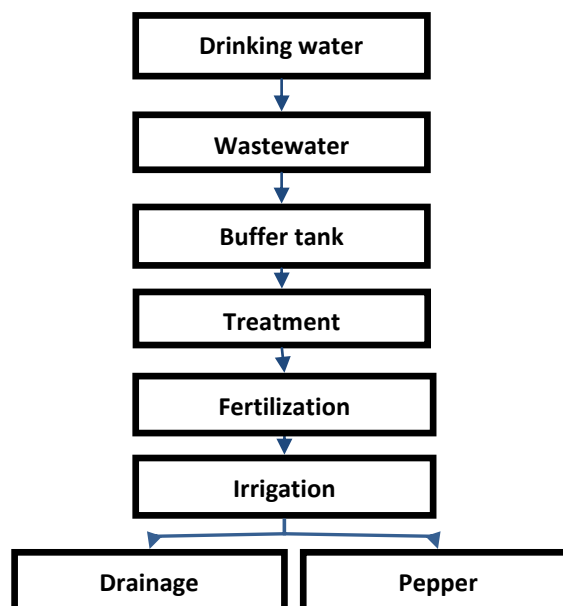 Drinking water
Wastewater
Buffer tank
Treatment
Fertilization
Irrigation
Drainage
Pepper